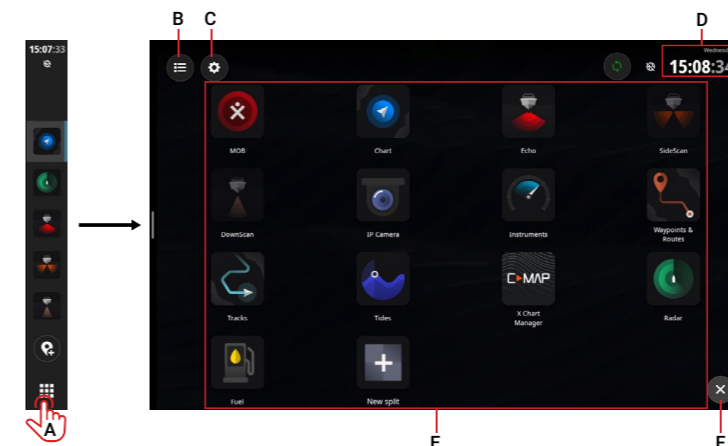 B
C
D
15:07:33
Wednesd
15:08:34
MOB
Chart
Echo
SideScan
DownScan
IP Camera
Instruments
Waypoints &
Routes
Tracks
Tides
C-MAP
X Chart
Manager
Radar
Fuel
New split
A